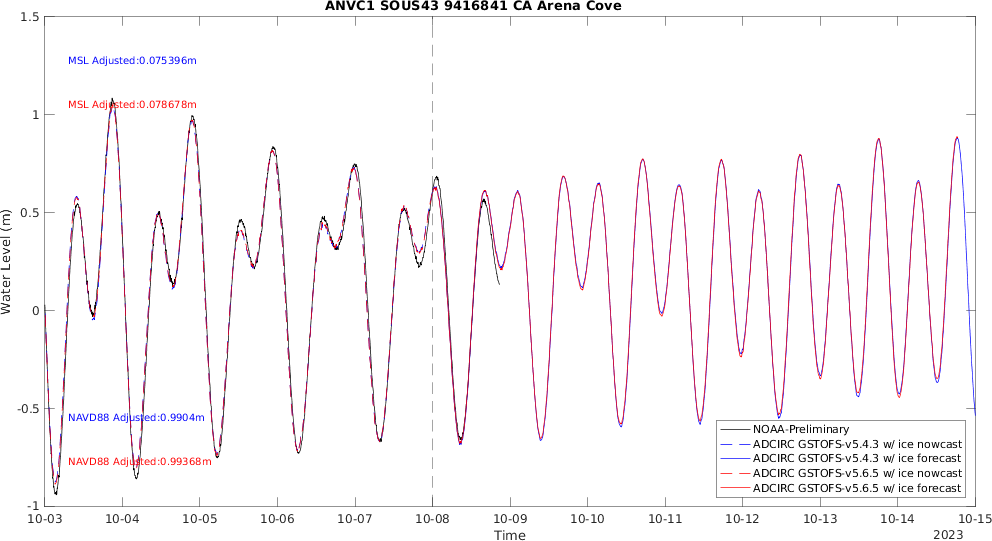 ANVC1 SOUS43 9416841 CA Arena Cove
1.5
MSL Adjusted:0.075396m
MSL Adjusted:0.078678m
1
0.5
Water Level (m)
0
-0.5
NAVD88 Adjusted:0.9904m
NAVD88 Adjusted:0.99368m
-1
NOAA-Preliminary
ADCIRC GSTOFS-v5.4.3 w/ ice nowcast
ADCIRC GSTOFS-v5.4.3 w/ ice forecast
ADCIRC GSTOFS-v5.6.5 w/ ice nowcast
ADCIRC GSTOFS-v5.6.5 w/ ice forecast
10-03 10-04 10-05 10-06 10-07 10-08 10-09 10-10 10-11 10-12 10-13 10-14 10-15
Time
2023